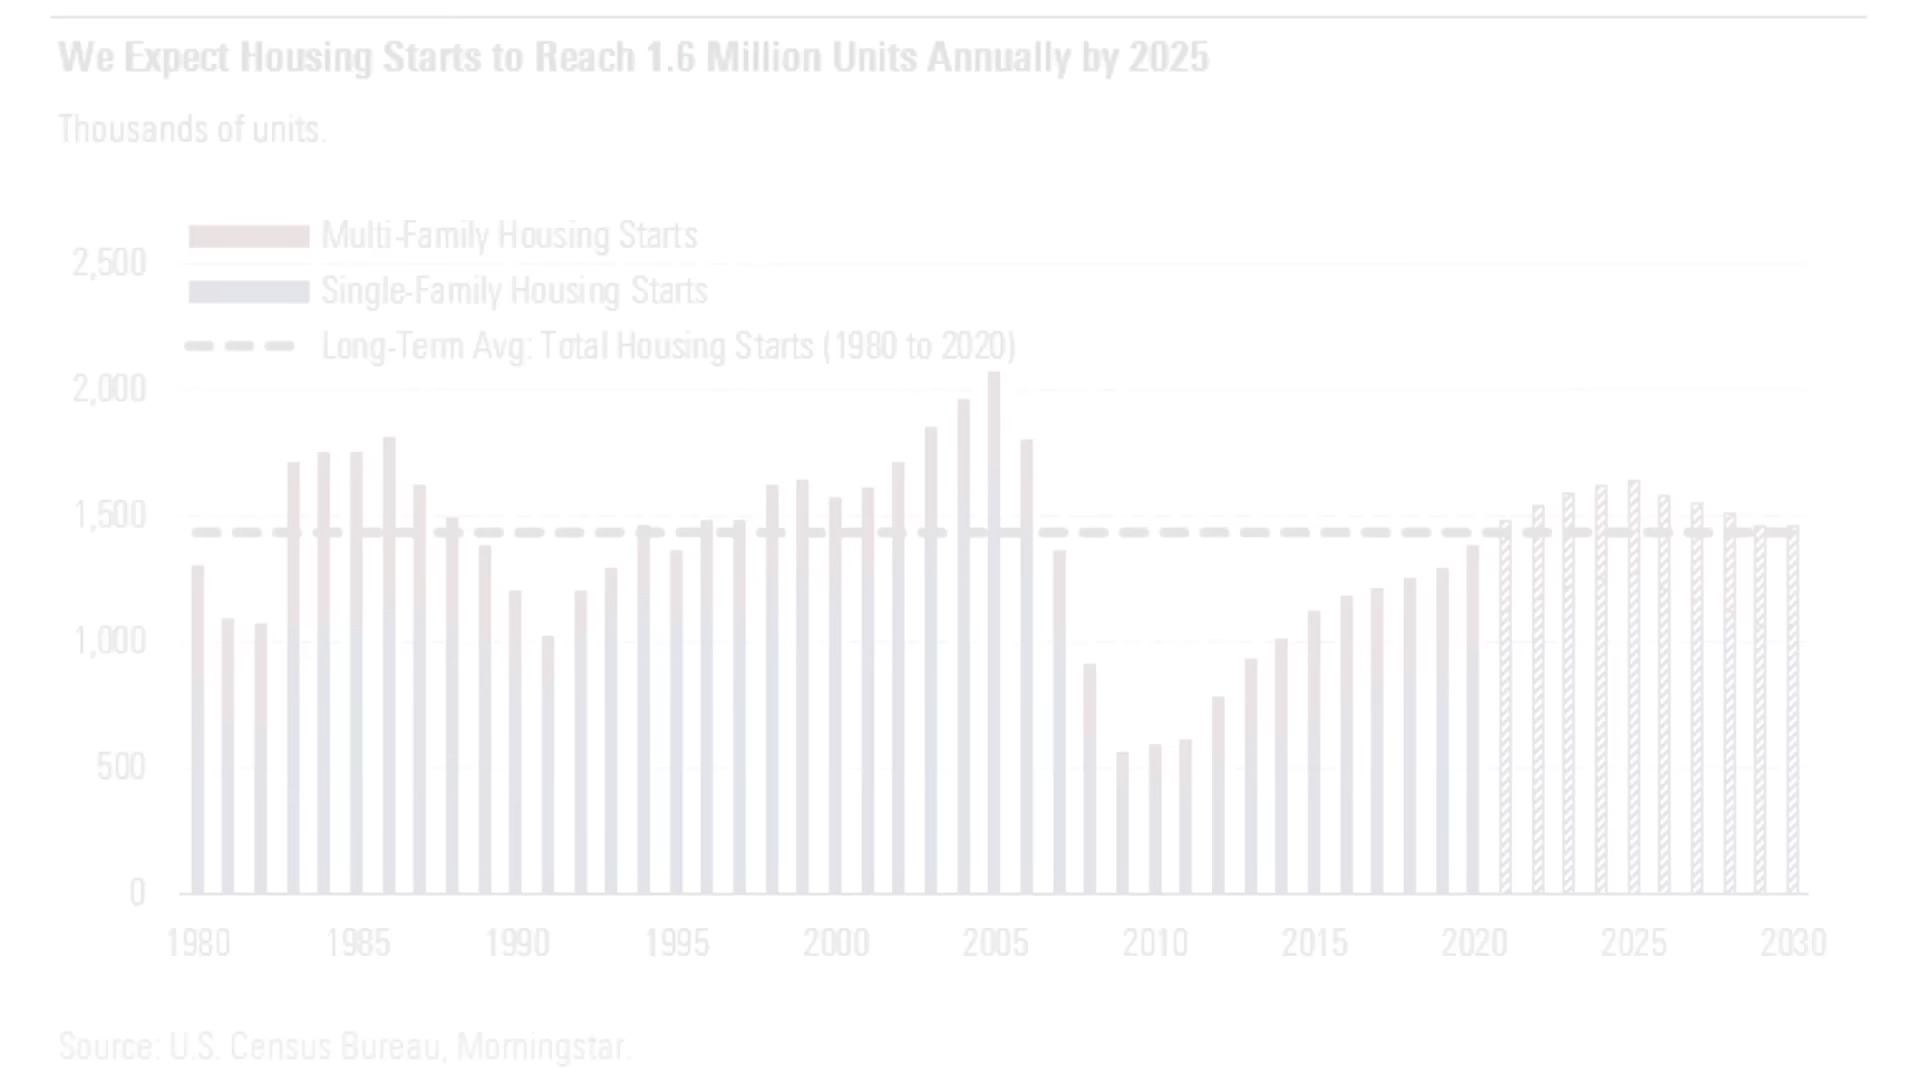 We Expect Housing Starts to Reach 1.6 Million Units Annually by 2025
Thousands of units.
Multi-Family Housing Starts
2,500
Single-Family Housing Starts
Long-Term Avg: Total Housing Starts (1980 to 2020)
2,000
1,500
1,000
500
0
1980 1985 1990 1995 2000 2005 2010 2015 2020 2025 2030
Source: U.S. Census Bureau, Morningstar.